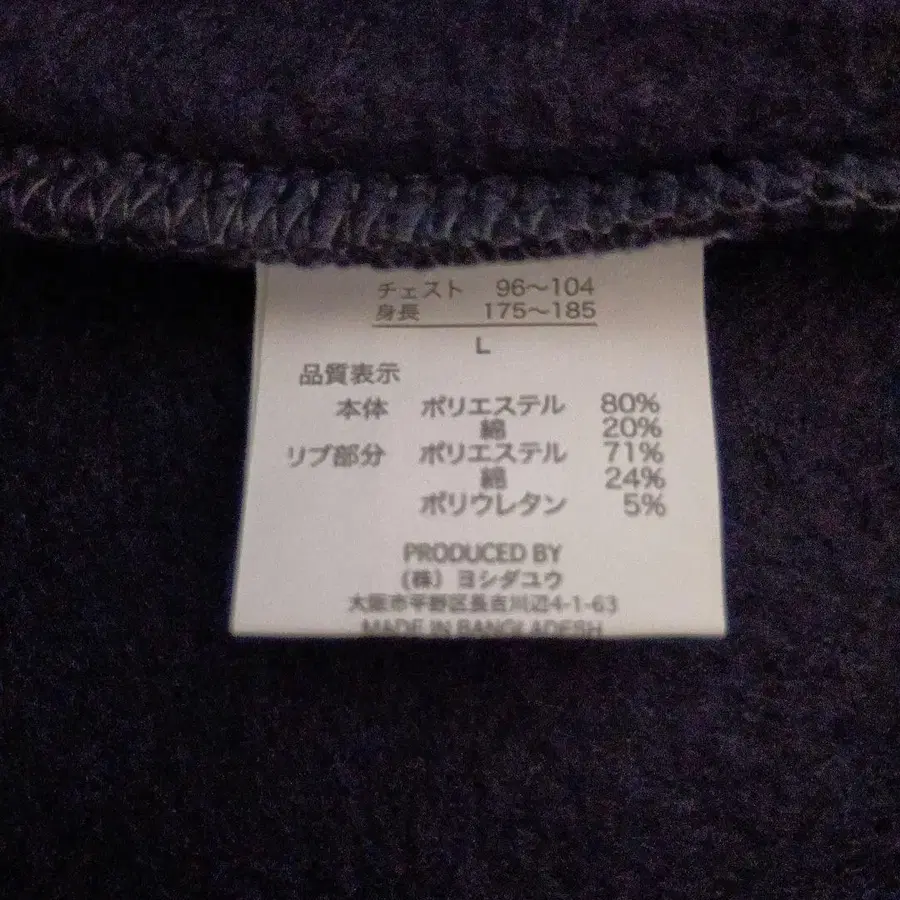 チェスト 96～104
身長 175～185
L
品質表示
本体 ポリエステル 80%
綿 20%
リブ部分 ポリエステル 71%
綿 24%
ポリウレタン 5%
PRODUCED BY
(株) ヨシダユウ
大阪市平野区長吉川辺4-1-63
MADE IN BANGLADESH